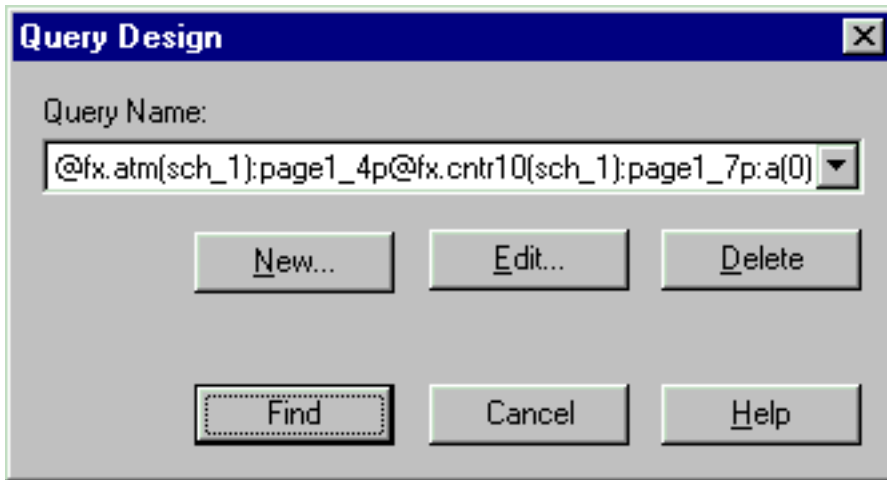 Query Design
Query Name:
@fx.atm(sch_1):page1_4p@fx.cntr10(sch_1):page1_7p:a(0)
New... Edit... Delete
Find Cancel Help